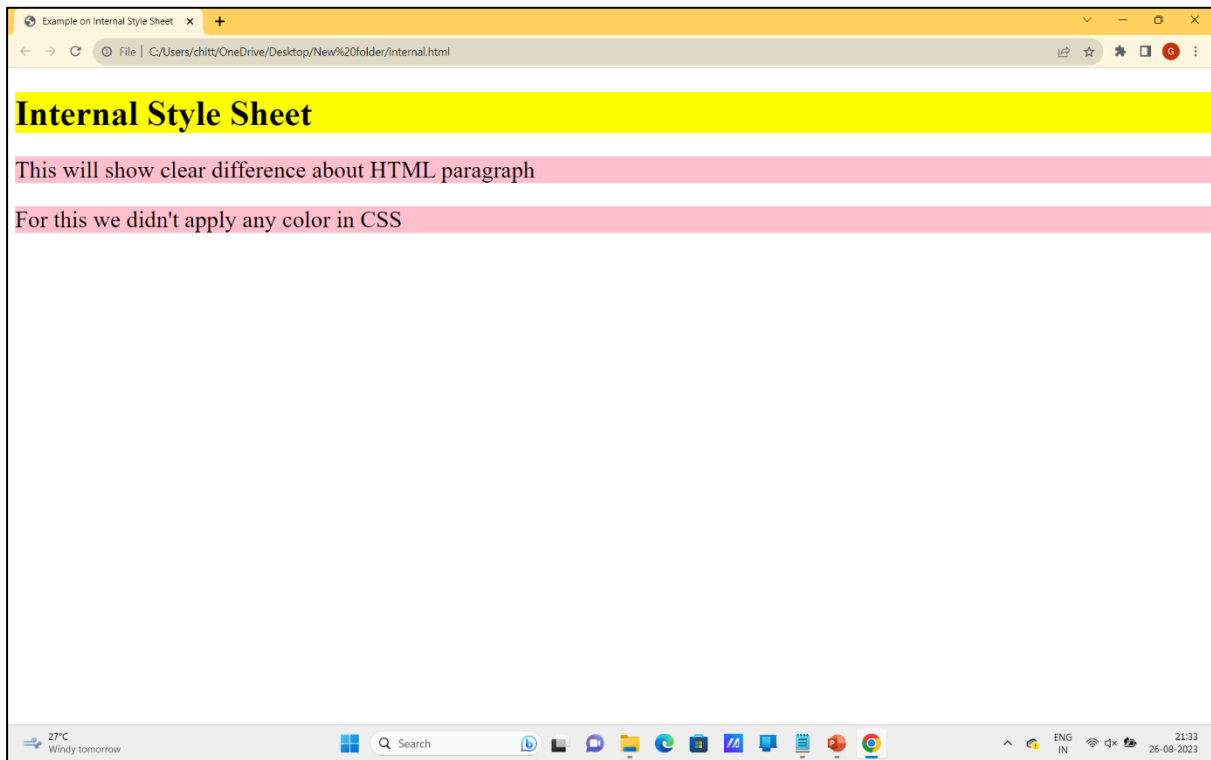 Example on Internal Style Sheet
File | C:/Users/chitt/OneDrive/Desktop/New%20folder/internal.html
G
Internal Style Sheet
This will show clear difference about HTML paragraph
For this we didn't apply any color in CSS
27°C
Windy tomorrow
Search
ENG
IN
21:33
26-08-2023